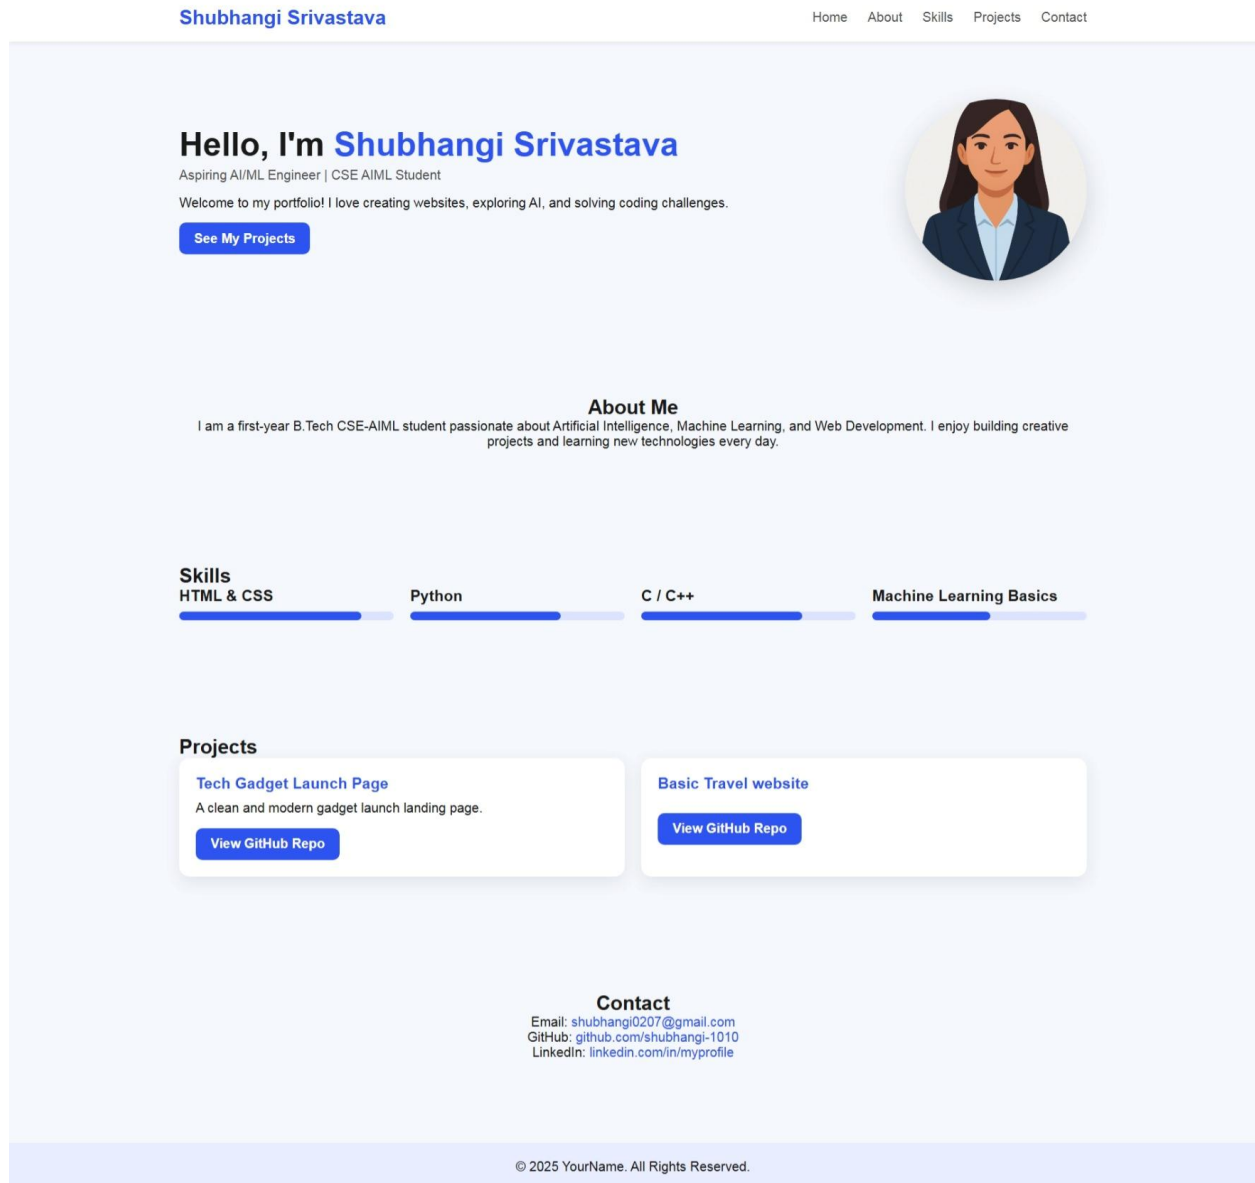 Shubhangi Srivastava
Home About Skills Projects Contact
Hello, I'm Shubhangi Srivastava
Aspiring AI/ML Engineer | CSE AIML Student
Welcome to my portfolio! I love creating websites, exploring AI, and solving coding challenges.
See My Projects
About Me
I am a first-year B.Tech CSE-AIML student passionate about Artificial Intelligence, Machine Learning, and Web Development. I enjoy building creative
projects and learning new technologies every day.
Skills
HTML & CSS
Python
C / C++
Machine Learning Basics
Projects
Tech Gadget Launch Page
A clean and modern gadget launch landing page.
View GitHub Repo
Basic Travel website
View GitHub Repo
Contact
Email: shubhangi0207@gmail.com
GitHub: github.com/shubhangi-1010
LinkedIn: linkedin.com/in/myprofile
© 2025 YourName. All Rights Reserved.